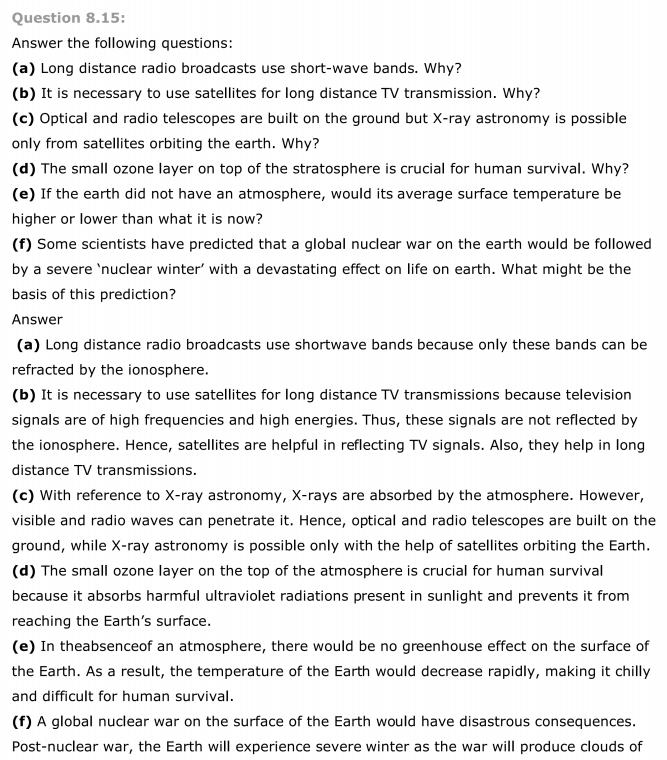 Question 8.15:
Answer the following questions:
(a) Long distance radio broadcasts use short-wave bands. Why?
(b) It is necessary to use satellites for long distance TV transmission. Why?
(c) Optical and radio telescopes are built on the ground but X-ray astronomy is possible
only from satellites orbiting the earth. Why?
(d) The small ozone layer on top of the stratosphere is crucial for human survival. Why?
(e) If the earth did not have an atmosphere, would its average surface temperature be
higher or lower than what it is now?
(f) Some scientists have predicted that a global nuclear war on the earth would be followed
by a severe ‘nuclear winter’ with a devastating effect on life on earth. What might be the
basis of this prediction?
Answer
(a) Long distance radio broadcasts use shortwave bands because only these bands can be
refracted by the ionosphere.
(b) It is necessary to use satellites for long distance TV transmissions because television
signals are of high frequencies and high energies. Thus, these signals are not reflected by
the ionosphere. Hence, satellites are helpful in reflecting TV signals. Also, they help in long
distance TV transmissions.
(c) With reference to X-ray astronomy, X-rays are absorbed by the atmosphere. However,
visible and radio waves can penetrate it. Hence, optical and radio telescopes are built on the
ground, while X-ray astronomy is possible only with the help of satellites orbiting the Earth.
(d) The small ozone layer on the top of the atmosphere is crucial for human survival
because it absorbs harmful ultraviolet radiations present in sunlight and prevents it from
reaching the Earth’s surface.
(e) In theabsenceof an atmosphere, there would be no greenhouse effect on the surface of
the Earth. As a result, the temperature of the Earth would decrease rapidly, making it chilly
and difficult for human survival.
(f) A global nuclear war on the surface of the Earth would have disastrous consequences.
Post-nuclear war, the Earth will experience severe winter as the war will produce clouds of